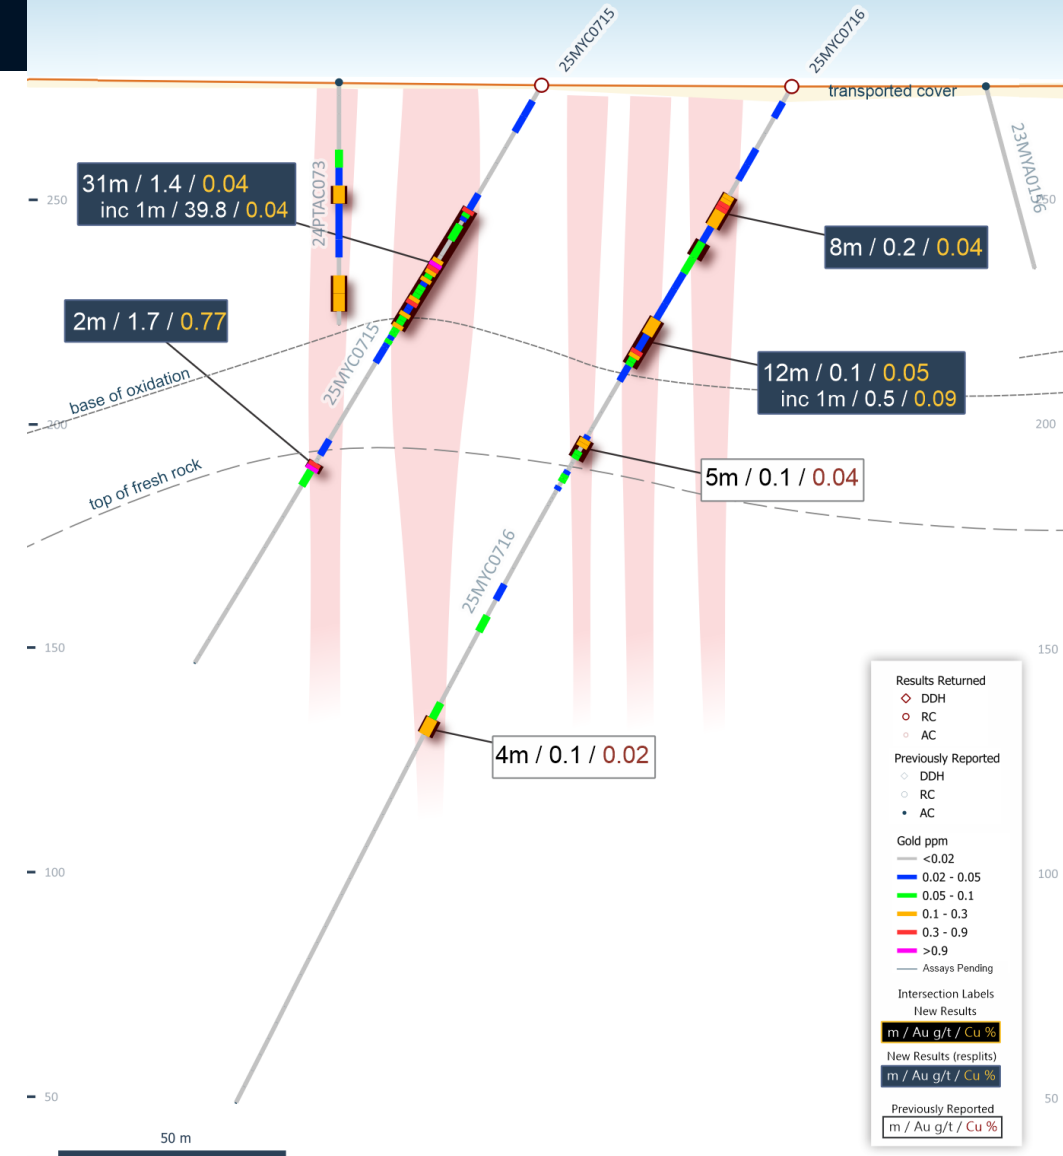 25MYC0715
25MYC0716
transported cover
24PTAC073
23MYA0156
250
250
31m / 1.4 / 0.04
inc 1m / 39.8 / 0.04
8m / 0.2 / 0.04
2m / 1.7 / 0.77
25MYC0715
base of oxidation
12m / 0.1 / 0.05
inc 1m / 0.5 / 0.09
200
200
top of fresh rock
5m / 0.1 / 0.04
25MYC0716
150
150
4m / 0.1 / 0.02
100
100
50
50
50 m
Results Returned
DDH
RC
AC
Previously Reported
DDH
RC
AC
Gold ppm
<0.02
0.02 - 0.05
0.05 - 0.1
0.1 - 0.3
0.3 - 0.9
>0.9
Assays Pending
Intersection Labels
New Results
m / Au g/t / Cu %
New Results (resplits)
m / Au g/t / Cu %
Previously Reported
m / Au g/t / Cu %